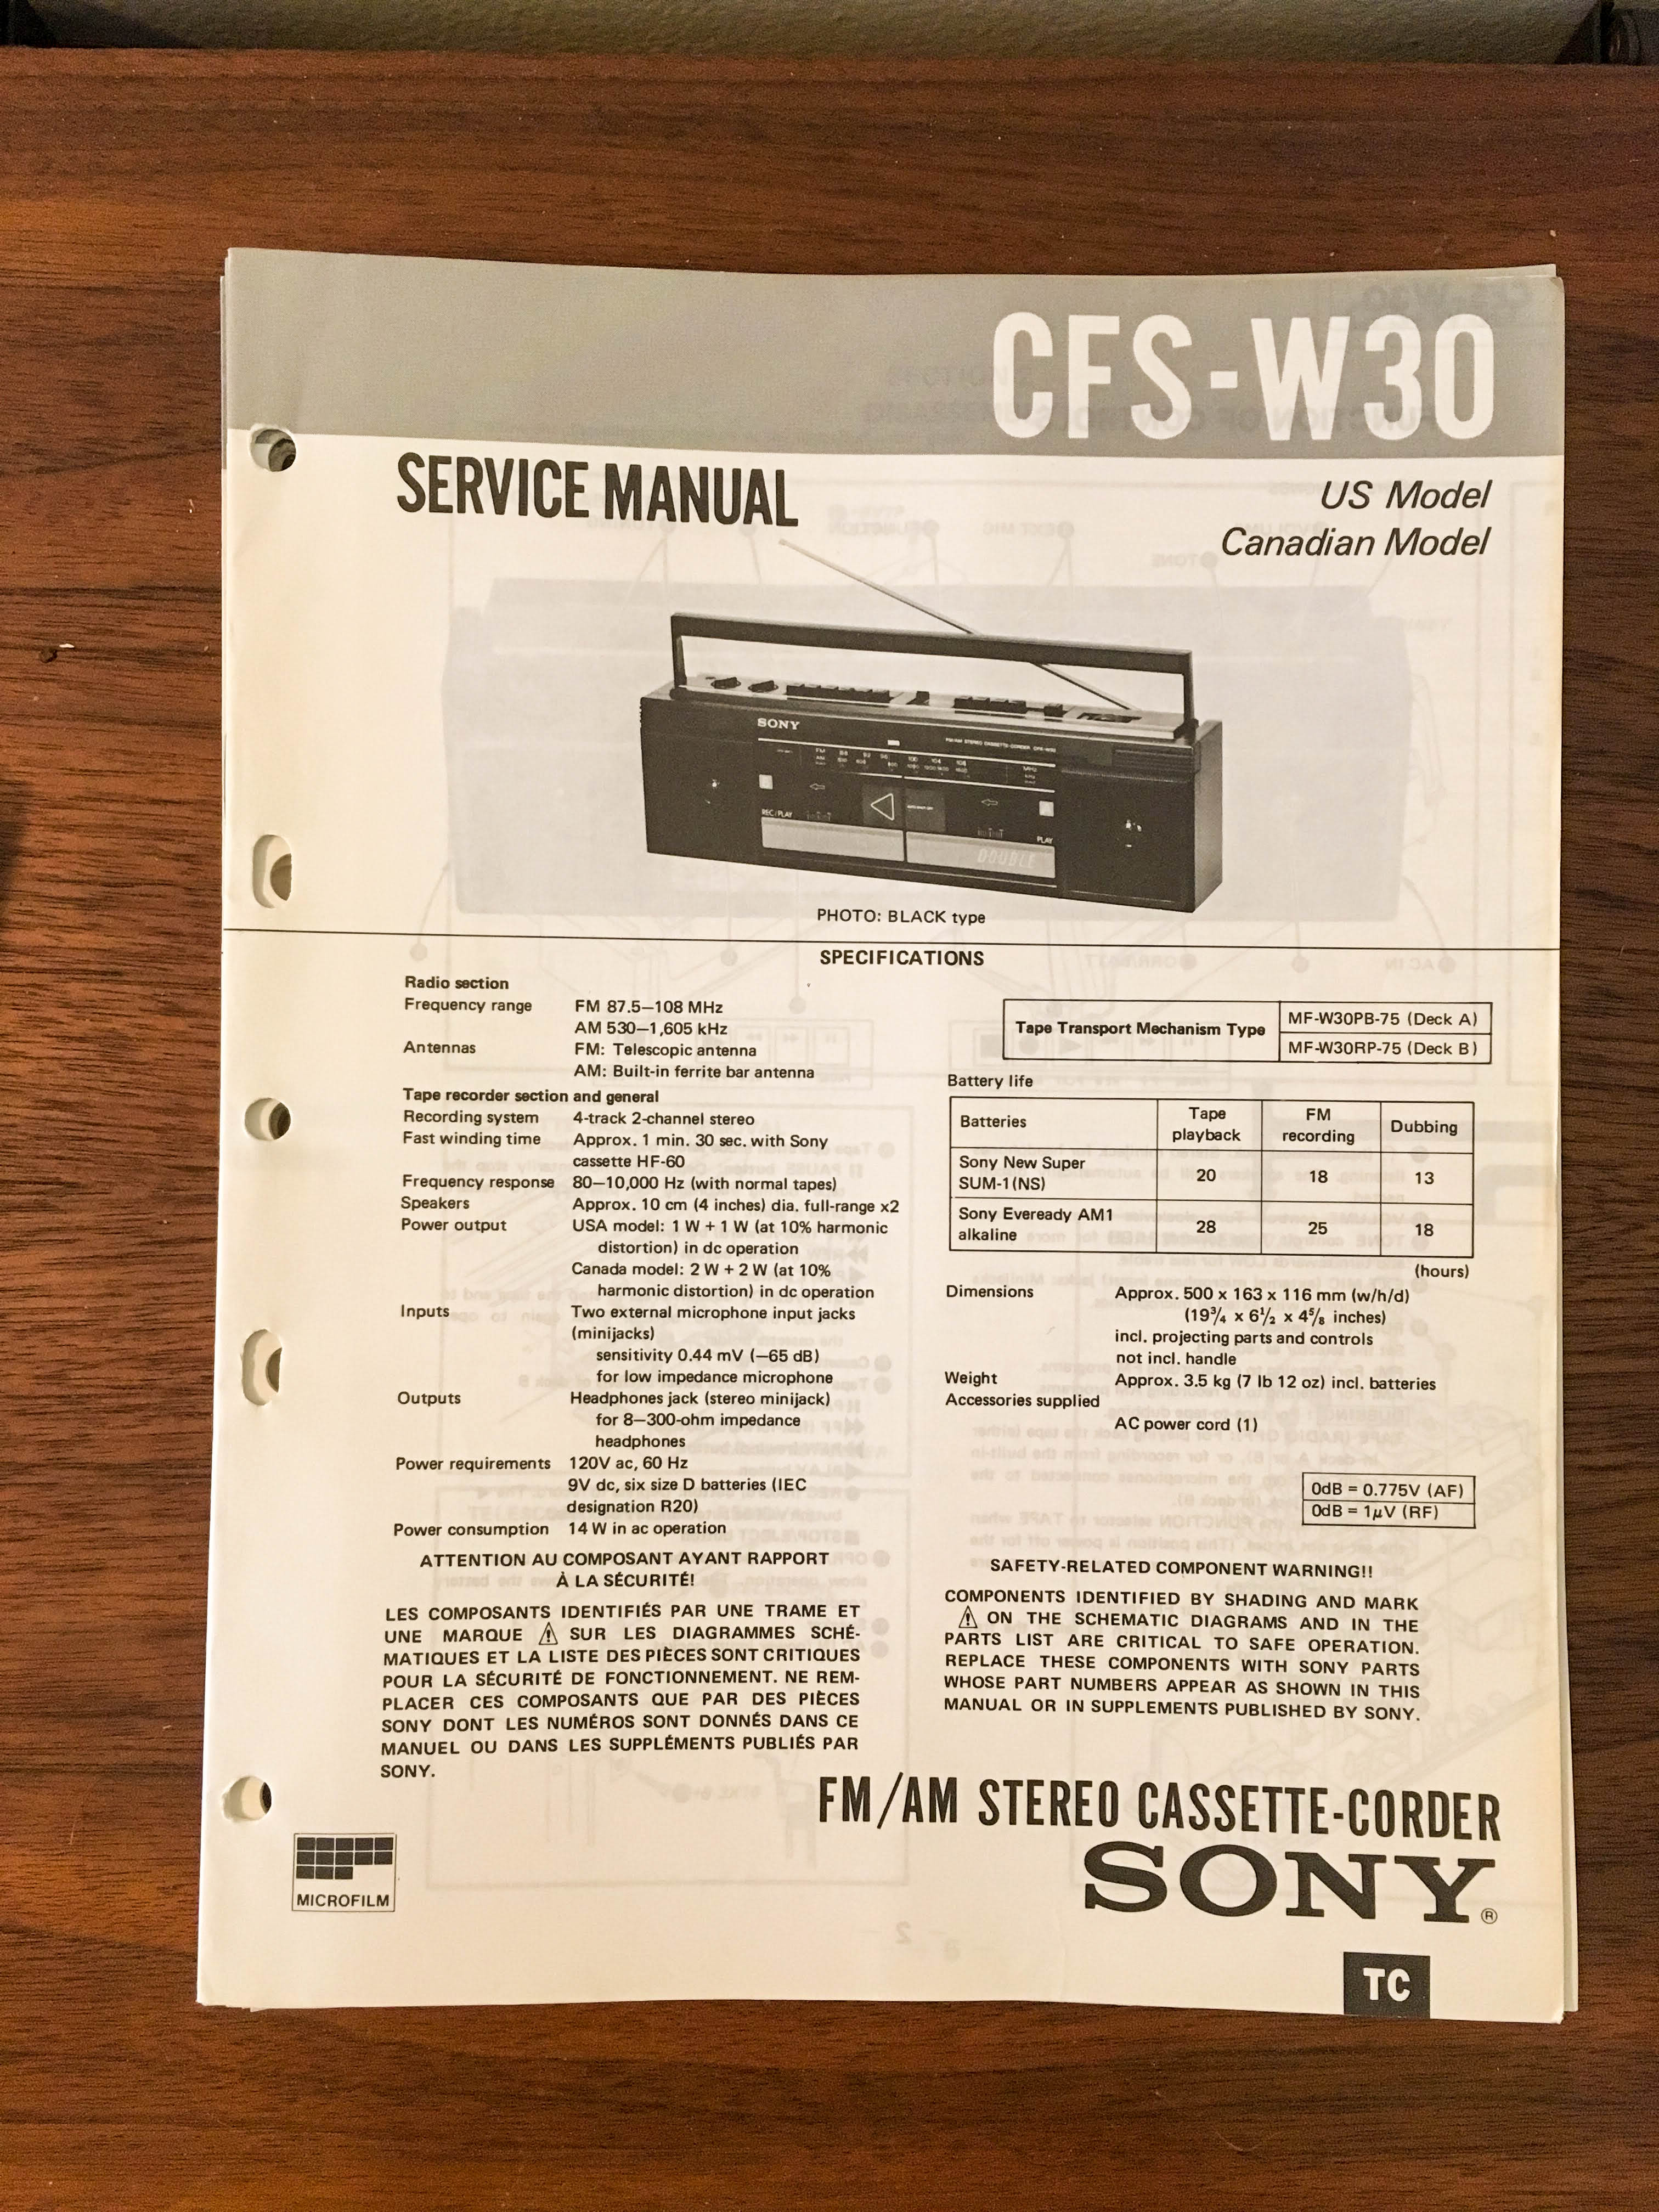 CFS-W30
SERVICE MANUAL
US Model
Canadian Model
SONY
REC/PLAY
PLAY
DOUBLE
PHOTO: BLACK type
SPECIFICATIONS
Radio section
Frequency range FM 87.5–108 MHz
AM 530–1,605 kHz
Antennas FM: Telescopic antenna
AM: Built-in ferrite bar antenna
Tape recorder section and general
Recording system 4-track 2-channel stereo
Fast winding time Approx. 1 min. 30 sec. with Sony
cassette HF-60
Frequency response 80–10,000 Hz (with normal tapes)
Speakers Approx. 10 cm (4 inches) dia. full-range x2
Power output USA model: 1 W + 1 W (at 10% harmonic
distortion) in dc operation
Canada model: 2 W + 2 W (at 10%
harmonic distortion) in dc operation
Inputs Two external microphone input jacks
(minijacks)
sensitivity 0.44 mV (–65 dB)
for low impedance microphone
Outputs Headphones jack (stereo minijack)
for 8–300-ohm impedance
headphones
Power requirements 120V ac, 60 Hz
9V dc, six size D batteries (IEC
designation R20)
Power consumption 14 W in ac operation
ATTENTION AU COMPOSANT AYANT RAPPORT
À LA SÉCURITÉ!
LES COMPOSANTS IDENTIFIÉS PAR UNE TRAME ET
UNE MARQUE ⚠ SUR LES DIAGRAMMES SCHÉ-
MATIQUES ET LA LISTE DES PIÈCES SONT CRITIQUES
POUR LA SÉCURITÉ DE FONCTIONNEMENT. NE REM-
PLACER CES COMPOSANTS QUE PAR DES PIÈCES
SONY DONT LES NUMÉROS SONT DONNÉS DANS CE
MANUEL OU DANS LES SUPPLÉMENTS PUBLIÉS PAR
SONY.
Tape Transport Mechanism Type
MF-W30PB-75 (Deck A)
MF-W30RP-75 (Deck B)
Battery life
Batteries Tape playback FM recording Dubbing
Sony New Super
SUM-1(NS) 20 18 13
Sony Eveready AM1
alkaline 28 25 18
(hours)
Dimensions Approx. 500 x 163 x 116 mm (w/h/d)
(19¾ x 6½ x 4⅝ inches)
incl. projecting parts and controls
not incl. handle
Weight Approx. 3.5 kg (7 lb 12 oz) incl. batteries
Accessories supplied
AC power cord (1)
0dB = 0.775V (AF)
0dB = 1μV (RF)
SAFETY-RELATED COMPONENT WARNING!!
COMPONENTS IDENTIFIED BY SHADING AND MARK
⚠ ON THE SCHEMATIC DIAGRAMS AND IN THE
PARTS LIST ARE CRITICAL TO SAFE OPERATION.
REPLACE THESE COMPONENTS WITH SONY PARTS
WHOSE PART NUMBERS APPEAR AS SHOWN IN THIS
MANUAL OR IN SUPPLEMENTS PUBLISHED BY SONY.
FM/AM STEREO CASSETTE-CORDER
SONY®
MICROFILM
TC